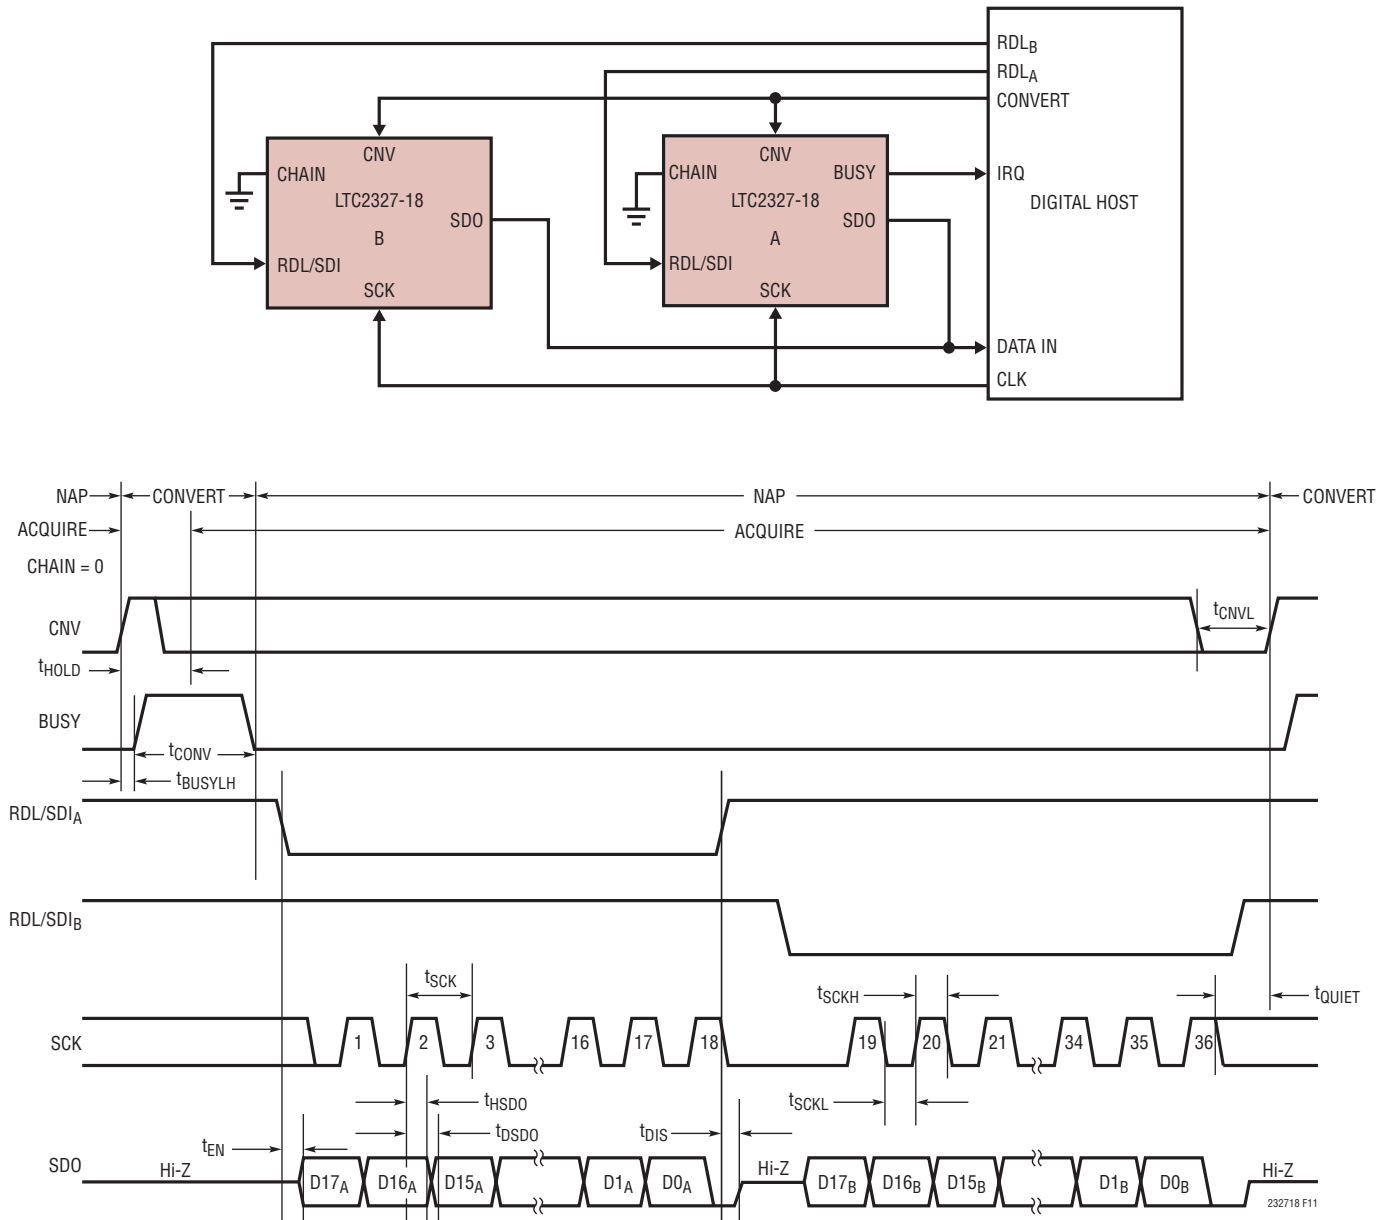 RDLB
RDLA
CONVERT
CNV
CNV
CHAIN
CHAIN
BUSY
IRQ
LTC2327-18
LTC2327-18
DIGITAL HOST
SDO
SDO
B
A
RDL/SDI
RDL/SDI
SCK
SCK
DATA IN
CLK
NAP CONVERT NAP CONVERT
ACQUIRE ACQUIRE
CHAIN = 0
CNV
tCNVL
tHOLD
BUSY
tCONV
tBUSYLH
RDL/SDIA
RDL/SDIB
tSCK
tSCKH
tQUIET
SCK 1 2 3 16 17 18 19 20 21 34 35 36
tHSDO
tSCKL
tEN
tDSDO
tDIS
SDO Hi-Z D17A D16A D15A D1A D0A Hi-Z D17B D16B D15B D1B D0B Hi-Z
232718 F11